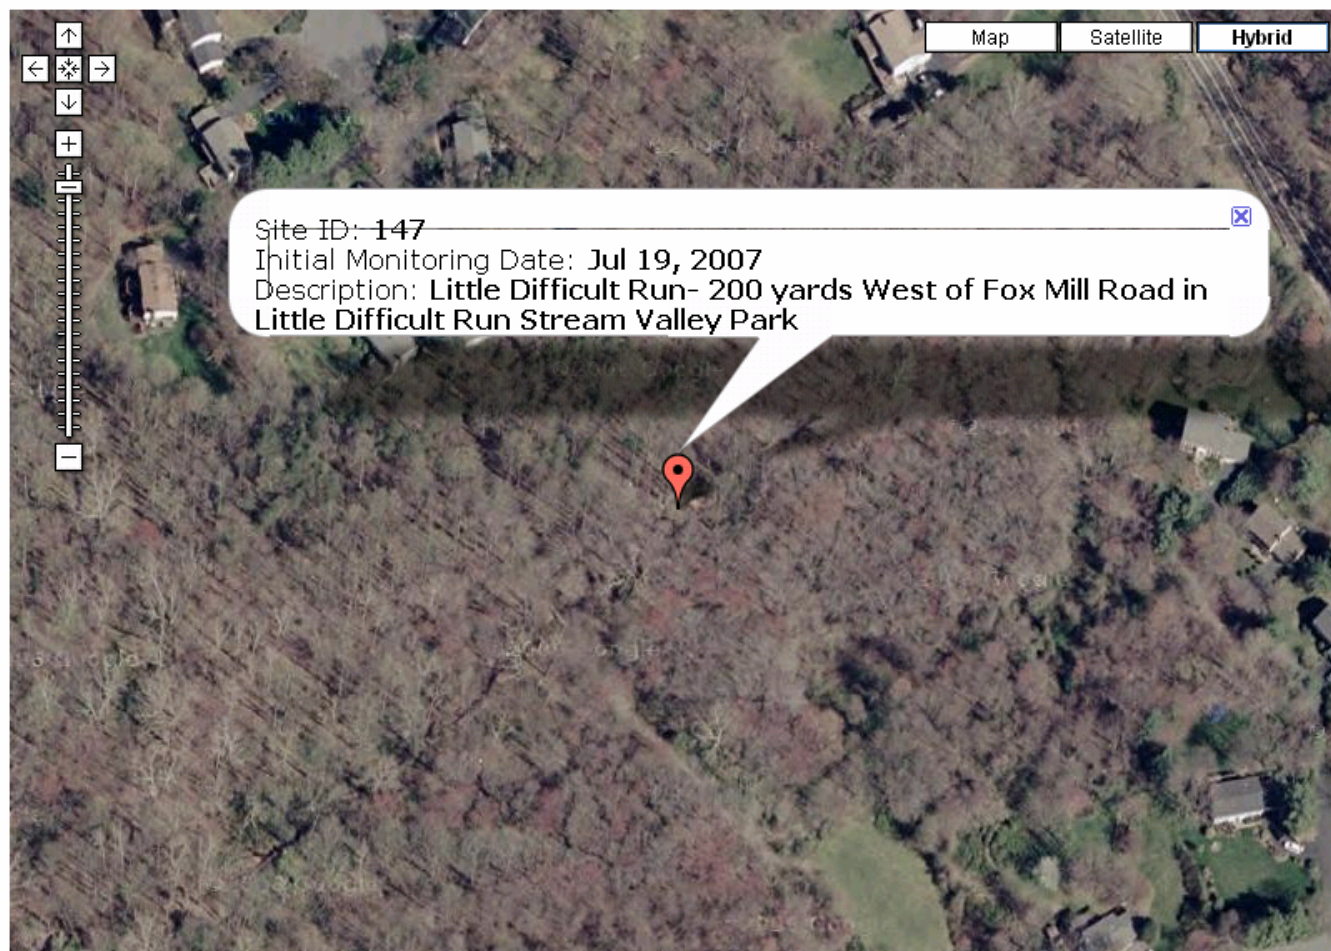 Map Satellite Hybrid
Site ID: 147
Initial Monitoring Date: Jul 19, 2007
Description: Little Difficult Run- 200 yards West of Fox Mill Road in
Little Difficult Run Stream Valley Park